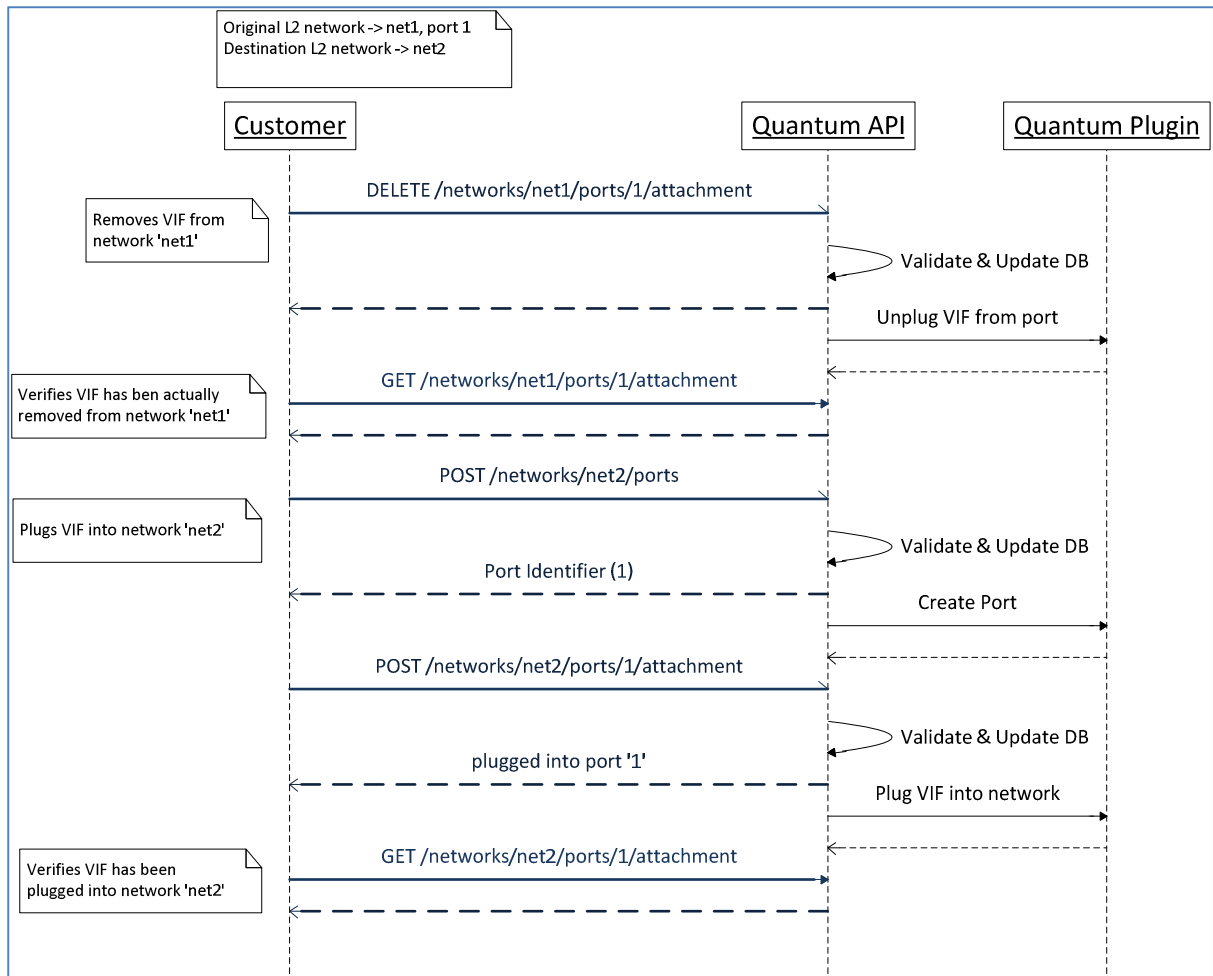 Original L2 network -> net1, port 1
Destination L2 network -> net2
Customer
Quantum API
Quantum Plugin
DELETE /networks/net1/ports/1/attachment
Removes VIF from
network 'net1'
Validate & Update DB
Unplug VIF from port
GET /networks/net1/ports/1/attachment
Verifies VIF has ben actually
removed from network 'net1'
POST /networks/net2/ports
Plugs VIF into network 'net2'
Validate & Update DB
Port Identifier (1)
Create Port
POST /networks/net2/ports/1/attachment
Validate & Update DB
plugged into port '1'
Plug VIF into network
GET /networks/net2/ports/1/attachment
Verifies VIF has been
plugged into network 'net2'